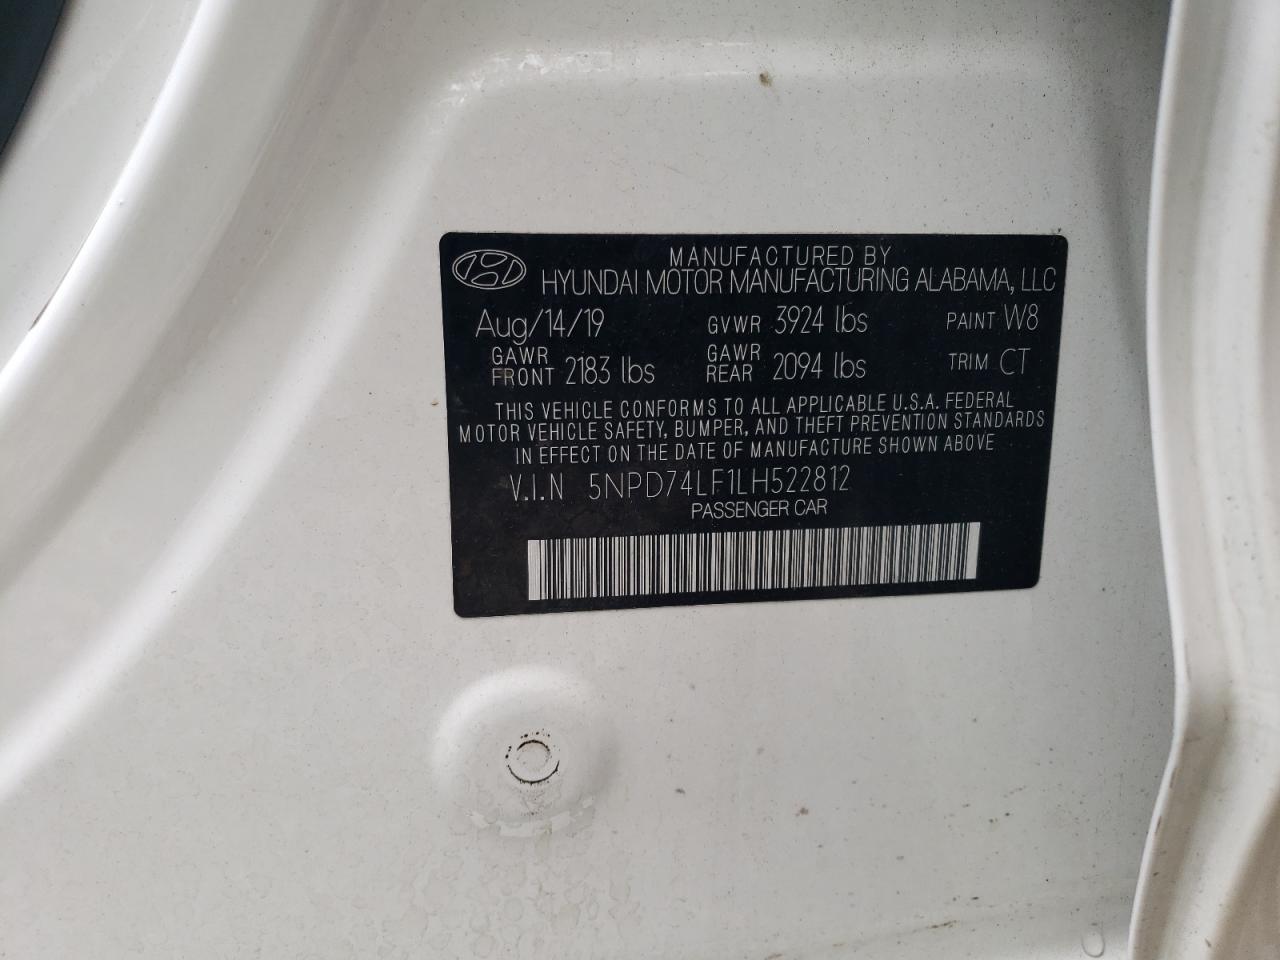 MANUFACTURED BY
HYUNDAI MOTOR MANUFACTURING ALABAMA, LLC
Aug/14/19 GVWR 3924 lbs PAINT W8
GAWR FRONT 2183 lbs GAWR REAR 2094 lbs TRIM CT
THIS VEHICLE CONFORMS TO ALL APPLICABLE U.S.A. FEDERAL
MOTOR VEHICLE SAFETY, BUMPER, AND THEFT PREVENTION STANDARDS
IN EFFECT ON THE DATE OF MANUFACTURE SHOWN ABOVE
V.I.N 5NPD74LF1LH522812
PASSENGER CAR